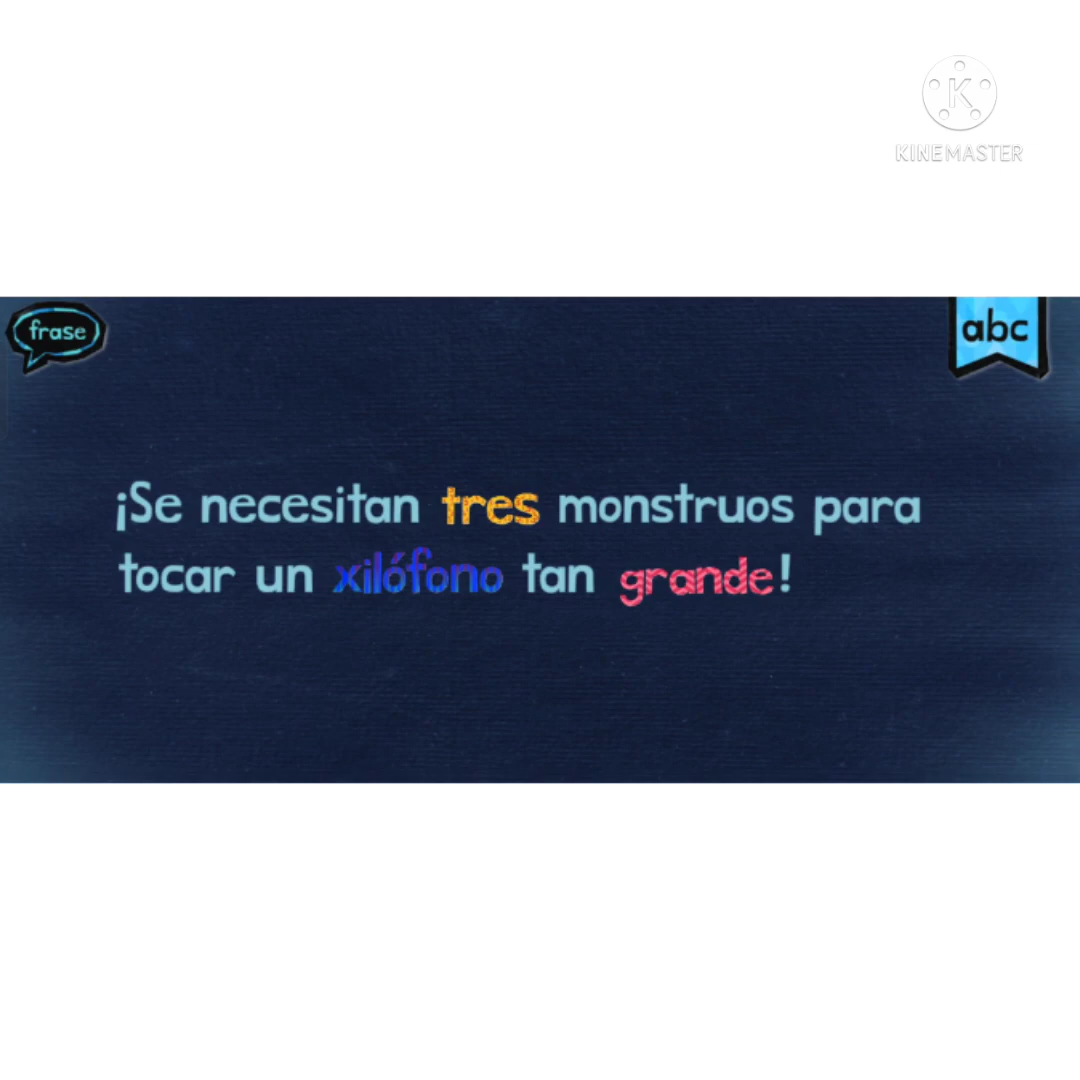 K
KINEMASTER
frase
abc
¡Se necesitan tres monstruos para
tocar un xilófono tan grande!